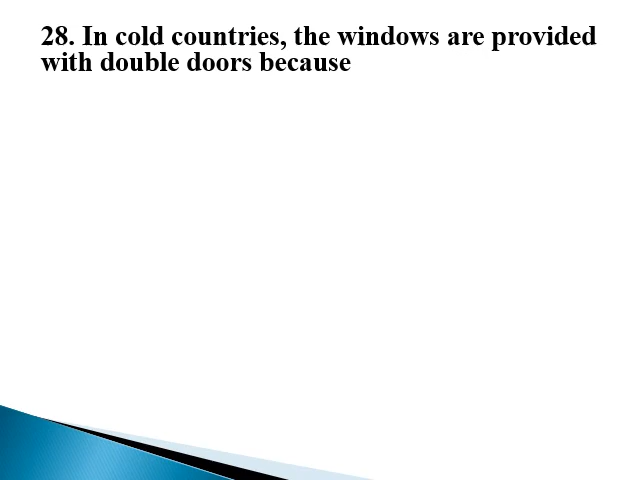 28. In cold countries, the windows are provided
with double doors because